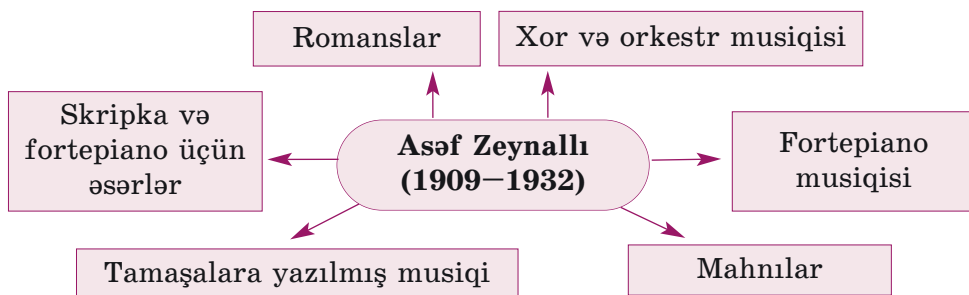 Romanslar
Xor və orkestr musiqisi
Skripka və
fortepiano üçün
əsərlər
Asəf Zeynallı
(1909−1932)
Fortepiano
musiqisi
Tamaşalara yazılmış musiqi
Mahnılar